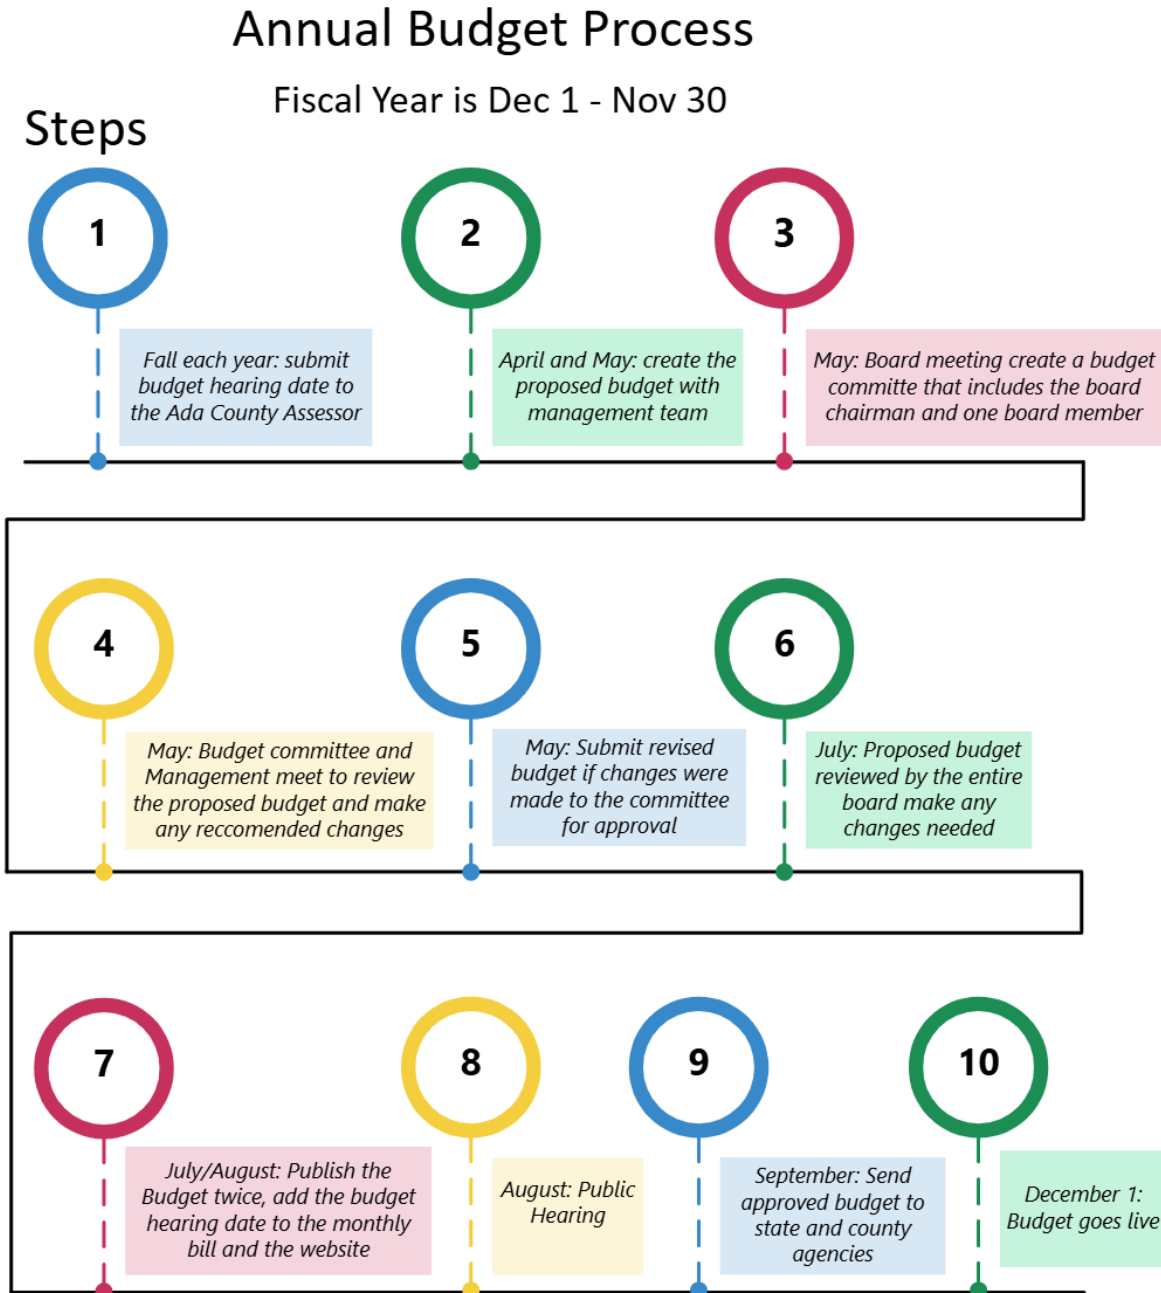 Annual Budget Process
Fiscal Year is Dec 1 - Nov 30
Steps
1
Fall each year: submit
budget hearing date to
the Ada County Assessor
2
April and May: create the
proposed budget with
management team
3
May: Board meeting create a budget
committe that includes the board
chairman and one board member
4
May: Budget committee and
Management meet to review
the proposed budget and make
any reccomended changes
5
May: Submit revised
budget if changes were
made to the committee
for approval
6
July: Proposed budget
reviewed by the entire
board make any
changes needed
7
July/August: Publish the
Budget twice, add the budget
hearing date to the monthly
bill and the website
8
August: Public
Hearing
9
September: Send
approved budget to
state and county
agencies
10
December 1:
Budget goes live